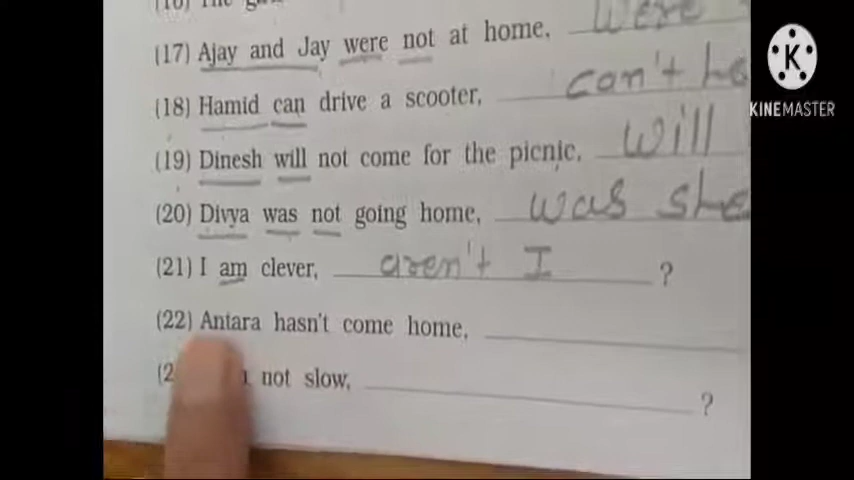 (17) Ajay and Jay were not at home, were
(18) Hamid can drive a scooter, can't he
(19) Dinesh will not come for the picnic, will
(20) Divya was not going home, was she
(21) I am clever, aren't I ?
(22) Antara hasn't come home,
not slow, ?
K
KINEMASTER